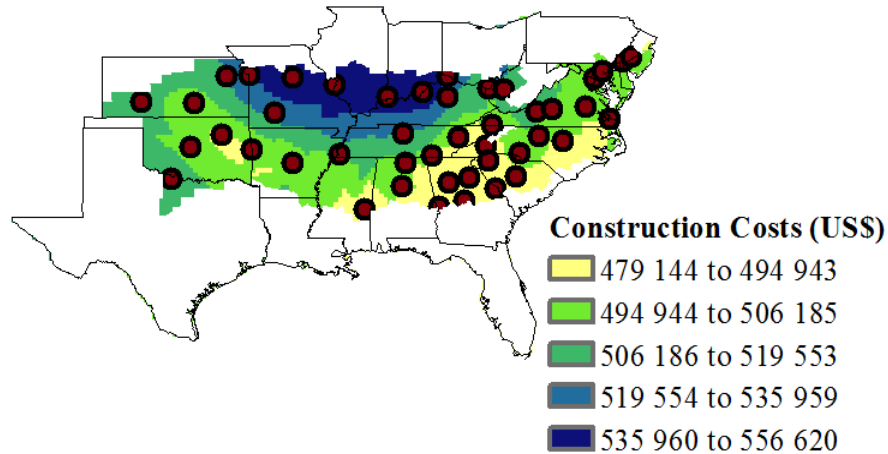 Construction Costs (US$)
479 144 to 494 943
494 944 to 506 185
506 186 to 519 553
519 554 to 535 959
535 960 to 556 620